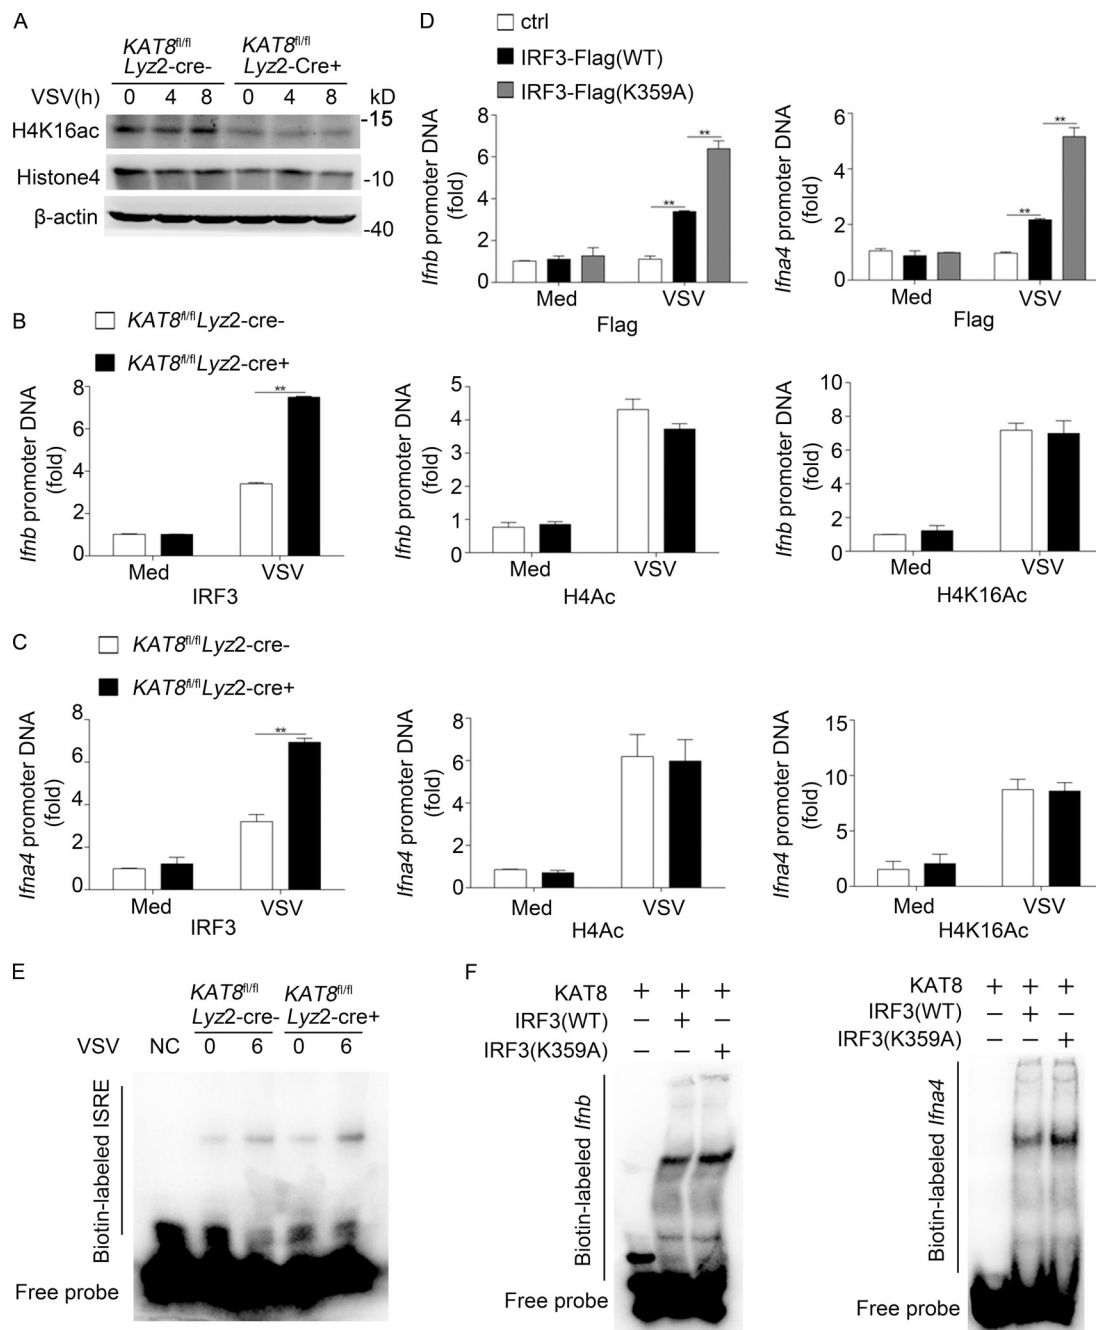 A
KAT8fl/fl KAT8fl/fl
Lyz2-cre- Lyz2-Cre+
VSV(h) 0 4 8 0 4 8 kD
H4K16ac -15
Histone4 -10
β-actin -40
D
ctrl
IRF3-Flag(WT)
IRF3-Flag(K359A)
Ifnb promoter DNA
(fold)
8
6
4
2
0
**
**
Med VSV
Flag
Ifna4 promoter DNA
(fold)
6
4
2
0
**
**
Med VSV
Flag
B
KAT8fl/flLyz2-cre-
KAT8fl/flLyz2-cre+
Ifnb promoter DNA
(fold)
8
6
4
2
0
**
Med VSV
IRF3
Ifnb promoter DNA
(fold)
5
4
3
2
1
0
Med VSV
H4Ac
Ifnb promoter DNA
(fold)
10
8
6
4
2
0
Med VSV
H4K16Ac
C
KAT8fl/flLyz2-cre-
KAT8fl/flLyz2-cre+
Ifna4 promoter DNA
(fold)
8
6
4
2
0
**
Med VSV
IRF3
Ifna4 promoter DNA
(fold)
8
6
4
2
0
Med VSV
H4Ac
Ifna4 promoter DNA
(fold)
15
10
5
0
Med VSV
H4K16Ac
E
KAT8fl/fl KAT8fl/fl
Lyz2-cre- Lyz2-cre+
VSV NC 0 6 0 6
Biotin-labeled ISRE
Free probe
F
KAT8 + + +
IRF3(WT) − + −
IRF3(K359A) − − +
Biotin-labeled Ifnb
Free probe
KAT8 + + +
IRF3(WT) − + −
IRF3(K359A) − − +
Biotin-labeled Ifna4
Free probe